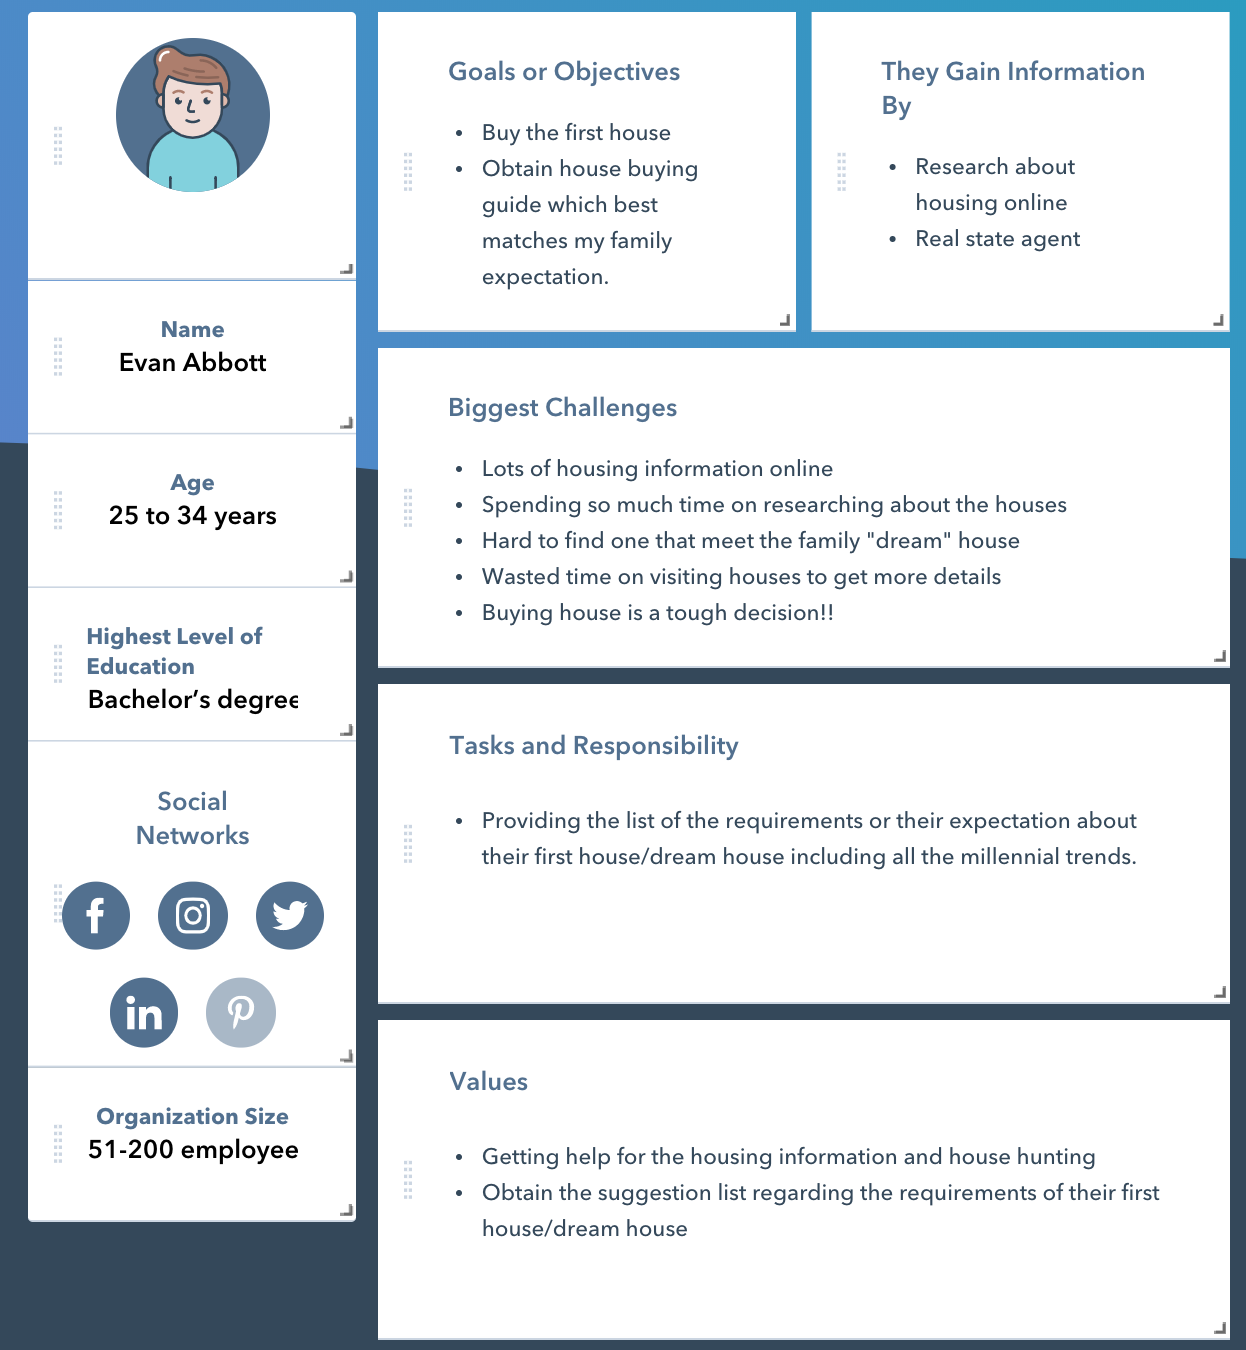 Name
Evan Abbott
Age
25 to 34 years
Highest Level of
Education
Bachelor’s degree
Social
Networks
Organization Size
51-200 employee
Goals or Objectives
• Buy the first house
• Obtain house buying
guide which best
matches my family
expectation.
They Gain Information
By
• Research about
housing online
• Real state agent
Biggest Challenges
• Lots of housing information online
• Spending so much time on researching about the houses
• Hard to find one that meet the family "dream" house
• Wasted time on visiting houses to get more details
• Buying house is a tough decision!!
Tasks and Responsibility
• Providing the list of the requirements or their expectation about
their first house/dream house including all the millennial trends.
Values
• Getting help for the housing information and house hunting
• Obtain the suggestion list regarding the requirements of their first
house/dream house